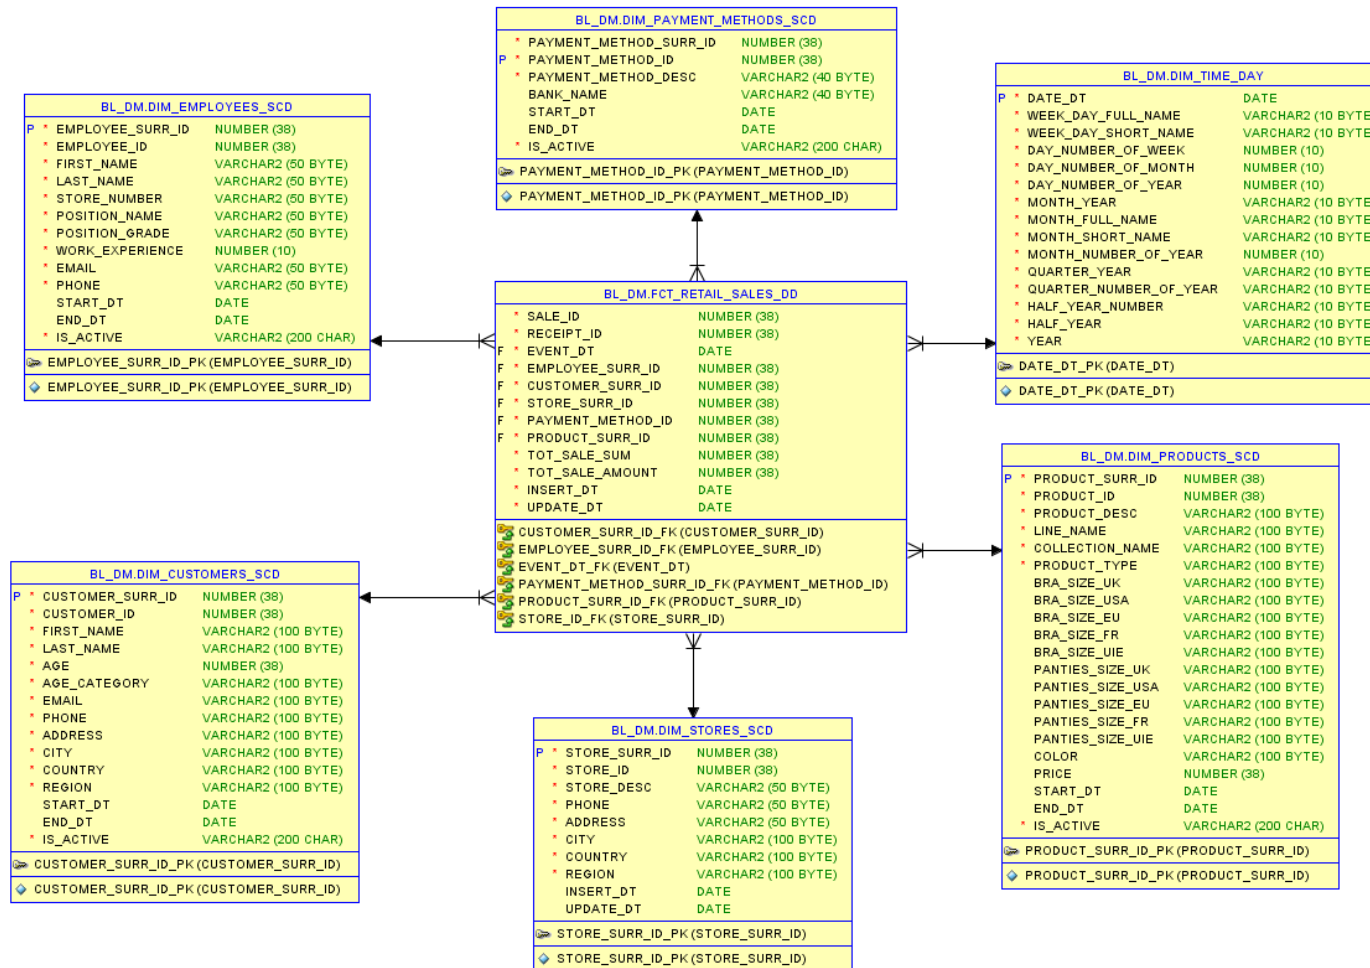 BL_DM.DIM_PAYMENT_METHODS_SCD
* PAYMENT_METHOD_SURR_ID NUMBER (38)
P * PAYMENT_METHOD_ID NUMBER (38)
* PAYMENT_METHOD_DESC VARCHAR2 (40 BYTE)
BANK_NAME VARCHAR2 (40 BYTE)
START_DT DATE
END_DT DATE
* IS_ACTIVE VARCHAR2 (200 CHAR)
PAYMENT_METHOD_ID_PK (PAYMENT_METHOD_ID)
PAYMENT_METHOD_ID_PK (PAYMENT_METHOD_ID)
BL_DM.DIM_EMPLOYEES_SCD
P * EMPLOYEE_SURR_ID NUMBER (38)
* EMPLOYEE_ID NUMBER (38)
* FIRST_NAME VARCHAR2 (50 BYTE)
* LAST_NAME VARCHAR2 (50 BYTE)
* STORE_NUMBER VARCHAR2 (50 BYTE)
* POSITION_NAME VARCHAR2 (50 BYTE)
* POSITION_GRADE VARCHAR2 (50 BYTE)
* WORK_EXPERIENCE NUMBER (10)
* EMAIL VARCHAR2 (50 BYTE)
* PHONE VARCHAR2 (50 BYTE)
START_DT DATE
END_DT DATE
* IS_ACTIVE VARCHAR2 (200 CHAR)
EMPLOYEE_SURR_ID_PK (EMPLOYEE_SURR_ID)
EMPLOYEE_SURR_ID_PK (EMPLOYEE_SURR_ID)
BL_DM.DIM_TIME_DAY
P * DATE_DT DATE
* WEEK_DAY_FULL_NAME VARCHAR2 (10 BYTE
* WEEK_DAY_SHORT_NAME VARCHAR2 (10 BYTE
* DAY_NUMBER_OF_WEEK NUMBER (10)
* DAY_NUMBER_OF_MONTH NUMBER (10)
* DAY_NUMBER_OF_YEAR NUMBER (10)
* MONTH_YEAR VARCHAR2 (10 BYTE
* MONTH_FULL_NAME VARCHAR2 (10 BYTE
* MONTH_SHORT_NAME VARCHAR2 (10 BYTE
* MONTH_NUMBER_OF_YEAR NUMBER (10)
* QUARTER_YEAR VARCHAR2 (10 BYTE
* QUARTER_NUMBER_OF_YEAR VARCHAR2 (10 BYTE
* HALF_YEAR_NUMBER VARCHAR2 (10 BYTE
* HALF_YEAR VARCHAR2 (10 BYTE
* YEAR VARCHAR2 (10 BYTE
DATE_DT_PK (DATE_DT)
DATE_DT_PK (DATE_DT)
BL_DM.FCT_RETAIL_SALES_DD
* SALE_ID NUMBER (38)
* RECEIPT_ID NUMBER (38)
F * EVENT_DT DATE
F * EMPLOYEE_SURR_ID NUMBER (38)
F * CUSTOMER_SURR_ID NUMBER (38)
F * STORE_SURR_ID NUMBER (38)
F * PAYMENT_METHOD_ID NUMBER (38)
F * PRODUCT_SURR_ID NUMBER (38)
* TOT_SALE_SUM NUMBER (38)
* TOT_SALE_AMOUNT NUMBER (38)
* INSERT_DT DATE
* UPDATE_DT DATE
CUSTOMER_SURR_ID_FK (CUSTOMER_SURR_ID)
EMPLOYEE_SURR_ID_FK (EMPLOYEE_SURR_ID)
EVENT_DT_FK (EVENT_DT)
PAYMENT_METHOD_SURR_ID_FK (PAYMENT_METHOD_ID)
PRODUCT_SURR_ID_FK (PRODUCT_SURR_ID)
STORE_ID_FK (STORE_SURR_ID)
BL_DM.DIM_CUSTOMERS_SCD
P * CUSTOMER_SURR_ID NUMBER (38)
* CUSTOMER_ID NUMBER (38)
* FIRST_NAME VARCHAR2 (100 BYTE)
* LAST_NAME VARCHAR2 (100 BYTE)
* AGE NUMBER (38)
* AGE_CATEGORY VARCHAR2 (100 BYTE)
* EMAIL VARCHAR2 (100 BYTE)
* PHONE VARCHAR2 (100 BYTE)
* ADDRESS VARCHAR2 (100 BYTE)
* CITY VARCHAR2 (100 BYTE)
* COUNTRY VARCHAR2 (100 BYTE)
* REGION VARCHAR2 (100 BYTE)
START_DT DATE
END_DT DATE
* IS_ACTIVE VARCHAR2 (200 CHAR)
CUSTOMER_SURR_ID_PK (CUSTOMER_SURR_ID)
CUSTOMER_SURR_ID_PK (CUSTOMER_SURR_ID)
BL_DM.DIM_PRODUCTS_SCD
P * PRODUCT_SURR_ID NUMBER (38)
* PRODUCT_ID NUMBER (38)
* PRODUCT_DESC VARCHAR2 (100 BYTE)
* LINE_NAME VARCHAR2 (100 BYTE)
* COLLECTION_NAME VARCHAR2 (100 BYTE)
* PRODUCT_TYPE VARCHAR2 (100 BYTE)
BRA_SIZE_UK VARCHAR2 (100 BYTE)
BRA_SIZE_USA VARCHAR2 (100 BYTE)
BRA_SIZE_EU VARCHAR2 (100 BYTE)
BRA_SIZE_FR VARCHAR2 (100 BYTE)
BRA_SIZE_UIE VARCHAR2 (100 BYTE)
PANTIES_SIZE_UK VARCHAR2 (100 BYTE)
PANTIES_SIZE_USA VARCHAR2 (100 BYTE)
PANTIES_SIZE_EU VARCHAR2 (100 BYTE)
PANTIES_SIZE_FR VARCHAR2 (100 BYTE)
PANTIES_SIZE_UIE VARCHAR2 (100 BYTE)
COLOR VARCHAR2 (100 BYTE)
PRICE NUMBER (38)
START_DT DATE
END_DT DATE
* IS_ACTIVE VARCHAR2 (200 CHAR)
PRODUCT_SURR_ID_PK (PRODUCT_SURR_ID)
PRODUCT_SURR_ID_PK (PRODUCT_SURR_ID)
BL_DM.DIM_STORES_SCD
P * STORE_SURR_ID NUMBER (38)
* STORE_ID NUMBER (38)
* STORE_DESC VARCHAR2 (50 BYTE)
* PHONE VARCHAR2 (50 BYTE)
* ADDRESS VARCHAR2 (50 BYTE)
* CITY VARCHAR2 (100 BYTE)
* COUNTRY VARCHAR2 (100 BYTE)
* REGION VARCHAR2 (100 BYTE)
INSERT_DT DATE
UPDATE_DT DATE
STORE_SURR_ID_PK (STORE_SURR_ID)
STORE_SURR_ID_PK (STORE_SURR_ID)